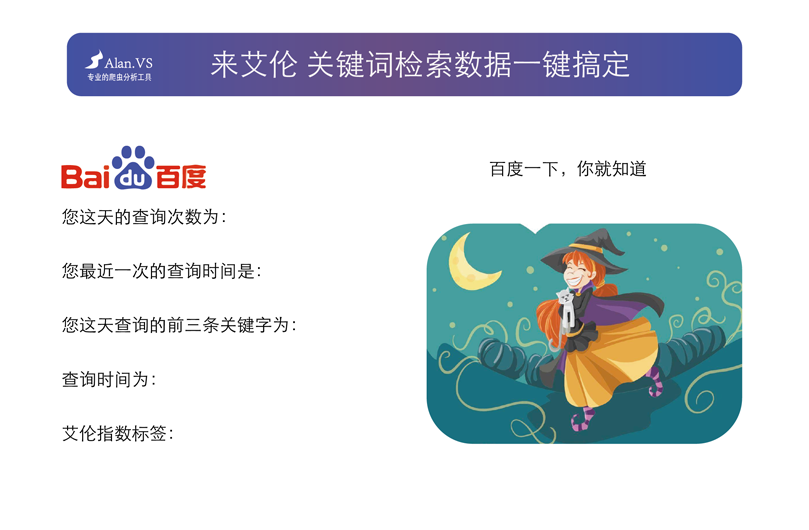 Alan.VS
专业的爬虫分析工具
来艾伦 关键词检索数据一键搞定
Bai du 百度
百度一下，你就知道
您这天的查询次数为：
您最近一次的查询时间是：
您这天查询的前三条关键字为：
查询时间为：
艾伦指数标签：